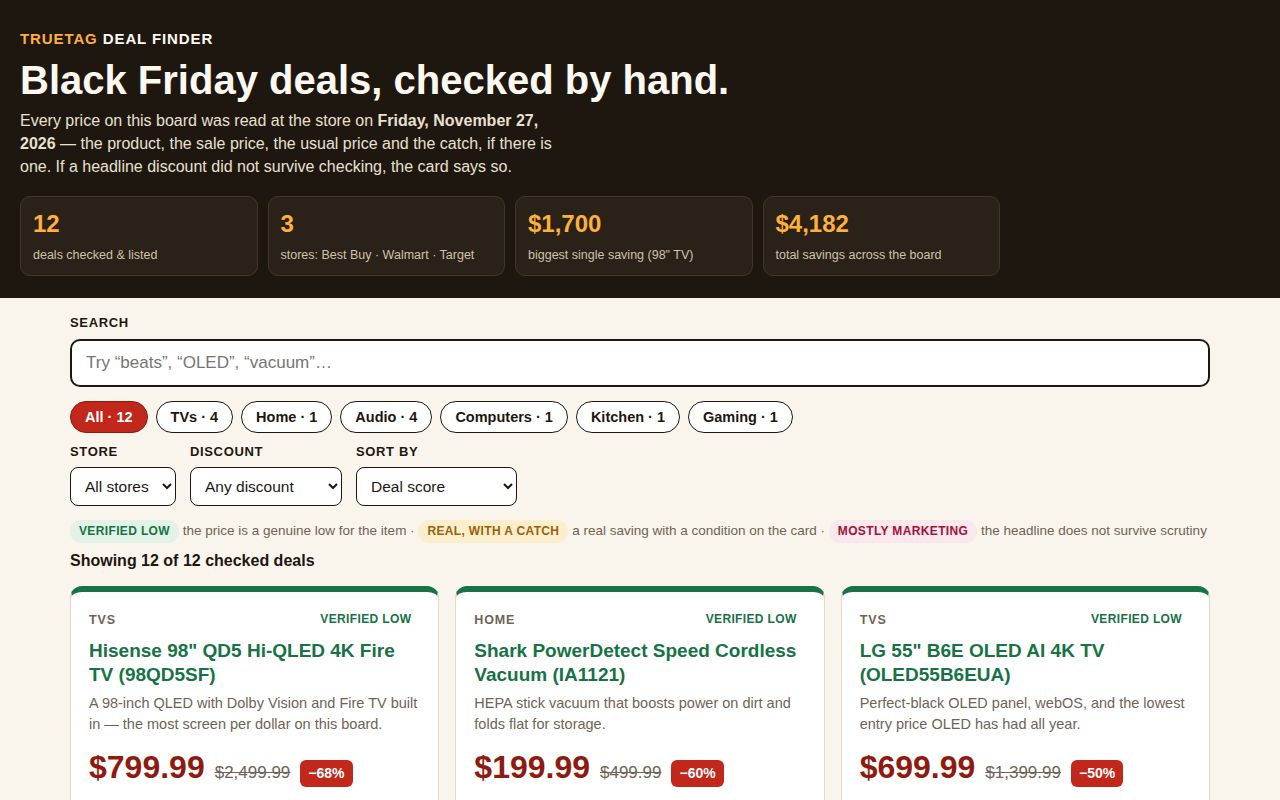 TRUETAG DEAL FINDER
Black Friday deals, checked by hand.
Every price on this board was read at the store on Friday, November 27,
2026 — the product, the sale price, the usual price and the catch, if there is
one. If a headline discount did not survive checking, the card says so.
12
deals checked & listed
3
stores: Best Buy · Walmart · Target
$1,700
biggest single saving (98" TV)
$4,182
total savings across the board
SEARCH
Try “beats”, “OLED”, “vacuum”…
All · 12
TVs · 4
Home · 1
Audio · 4
Computers · 1
Kitchen · 1
Gaming · 1
STORE
All stores
DISCOUNT
Any discount
SORT BY
Deal score
VERIFIED LOW the price is a genuine low for the item · REAL, WITH A CATCH a real saving with a condition on the card · MOSTLY MARKETING the headline does not survive scrutiny
Showing 12 of 12 checked deals
TVS
VERIFIED LOW
Hisense 98" QD5 Hi-QLED 4K Fire
TV (98QD5SF)
A 98-inch QLED with Dolby Vision and Fire TV built
in — the most screen per dollar on this board.
$799.99 $2,499.99 −68%
HOME
VERIFIED LOW
Shark PowerDetect Speed Cordless
Vacuum (IA1121)
HEPA stick vacuum that boosts power on dirt and
folds flat for storage.
$199.99 $499.99 −60%
TVS
VERIFIED LOW
LG 55" B6E OLED AI 4K TV
(OLED55B6EUA)
Perfect-black OLED panel, webOS, and the lowest
entry price OLED has had all year.
$699.99 $1,399.99 −50%